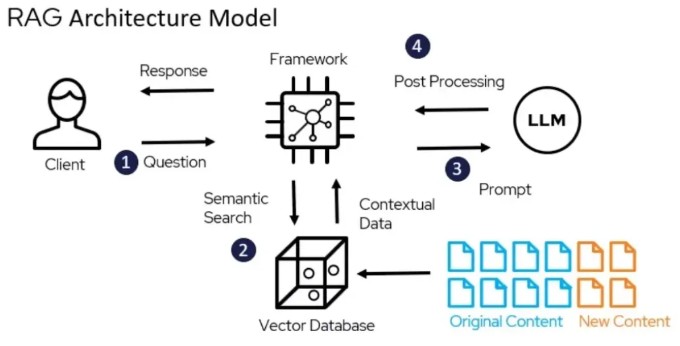 RAG Architecture Model
4
Framework
Response
Post Processing
LLM
Client
1
Question
3
Prompt
Semantic
Search
Contextual
Data
2
Vector Database
Original Content
New Content